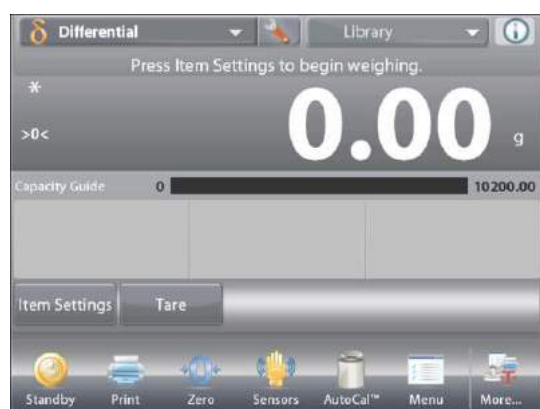 δ Differential Library
Press Item Settings to begin weighing.
*
>0< 0.00 g
Capacity Guide 0 10200.00
Item Settings Tare
Standby Print Zero Sensors AutoCal™ Menu More...